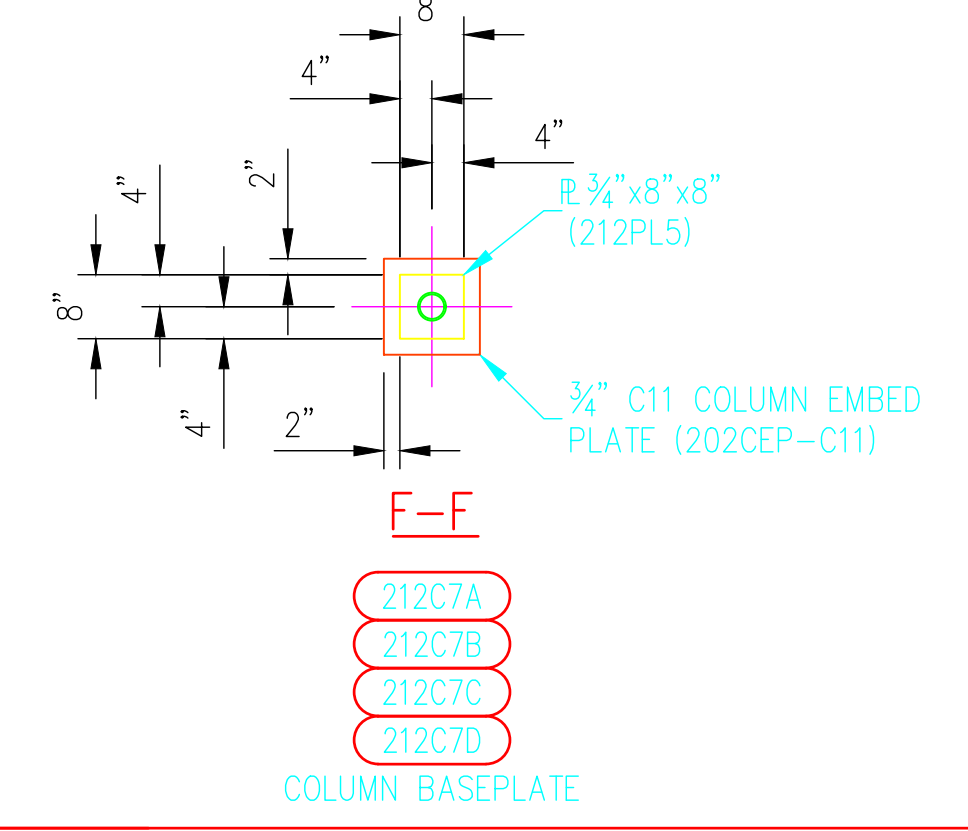 8
4”
4”
2”
4”
℄ ¾”x8”x8”
(212PL5)
8”
4”
2”
¾” C11 COLUMN EMBED
PLATE (202CEP-C11)
F-F
212C7A
212C7B
212C7C
212C7D
COLUMN BASEPLATE